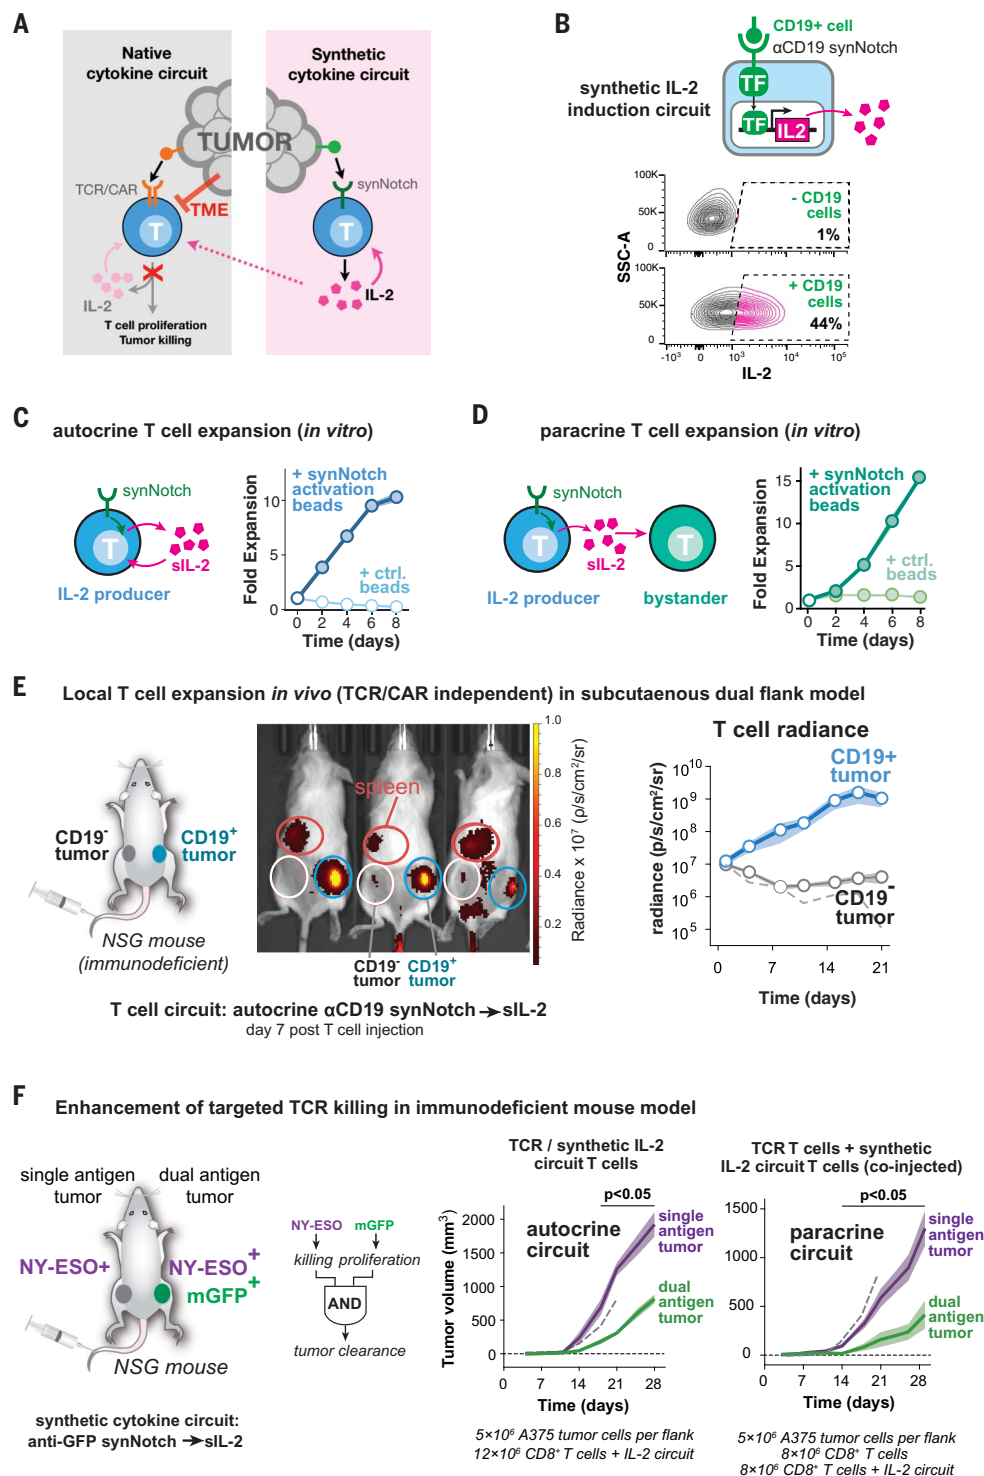 A
Native
cytokine circuit
Synthetic
cytokine circuit
TUMOR
TCR/CAR
TME
synNotch
T
T
IL-2
IL-2
T cell proliferation
Tumor killing
B
CD19+ cell
αCD19 synNotch
synthetic IL-2
induction circuit
TF
TF
IL2
100K
50K
0
- CD19
cells
1%
SSC-A
100K
50K
0
+ CD19
cells
44%
-10³ 0 10³ 10⁴ 10⁵
IL-2
C
autocrine T cell expansion (in vitro)
synNotch
T
sIL-2
IL-2 producer
Fold Expansion
10
5
0
+ synNotch
activation
beads
+ ctrl.
beads
0 2 4 6 8
Time (days)
D
paracrine T cell expansion (in vitro)
synNotch
T
sIL-2
T
IL-2 producer
bystander
Fold Expansion
15
10
5
0
+ synNotch
activation
beads
+ ctrl.
beads
0 2 4 6 8
Time (days)
E
Local T cell expansion in vivo (TCR/CAR independent) in subcutaenous dual flank model
CD19⁻
tumor
CD19⁺
tumor
NSG mouse
(immunodeficient)
spleen
CD19⁻
tumor
CD19⁺
tumor
1.0
0.8
0.6
0.4
0.2
Radiance x 10⁷ (p/s/cm²/sr)
T cell circuit: autocrine αCD19 synNotch → sIL-2
day 7 post T cell injection
T cell radiance
radiance (p/s/cm²/sr)
10¹⁰
10⁹
10⁸
10⁷
10⁶
10⁵
CD19+
tumor
CD19⁻
tumor
0 7 14 21
Time (days)
F
Enhancement of targeted TCR killing in immunodeficient mouse model
single antigen
tumor
dual antigen
tumor
NY-ESO+
NY-ESO⁺
mGFP⁺
NSG mouse
synthetic cytokine circuit:
anti-GFP synNotch → sIL-2
NY-ESO mGFP
killing proliferation
AND
tumor clearance
TCR / synthetic IL-2
circuit T cells
p<0.05
autocrine
circuit
single
antigen
tumor
dual
antigen
tumor
Tumor volume (mm³)
2000
1500
1000
500
0
0 7 14 21 28
Time (days)
5×10⁶ A375 tumor cells per flank
12×10⁶ CD8⁺ T cells + IL-2 circuit
TCR T cells + synthetic
IL-2 circuit T cells (co-injected)
p<0.05
paracrine
circuit
single
antigen
tumor
dual
antigen
tumor
1500
1000
500
0
0 7 14 21 28
Time (days)
5×10⁶ A375 tumor cells per flank
8×10⁶ CD8⁺ T cells
8×10⁶ CD8⁺ T cells + IL-2 circuit